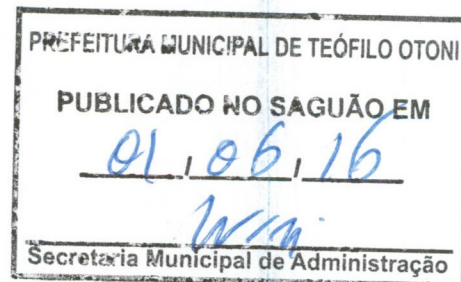 PREFEITURA MUNICIPAL DE TEÓFILO OTONI
PUBLICADO NO SAGUÃO EM
01, 06, 16
Secretaria Municipal de Administração